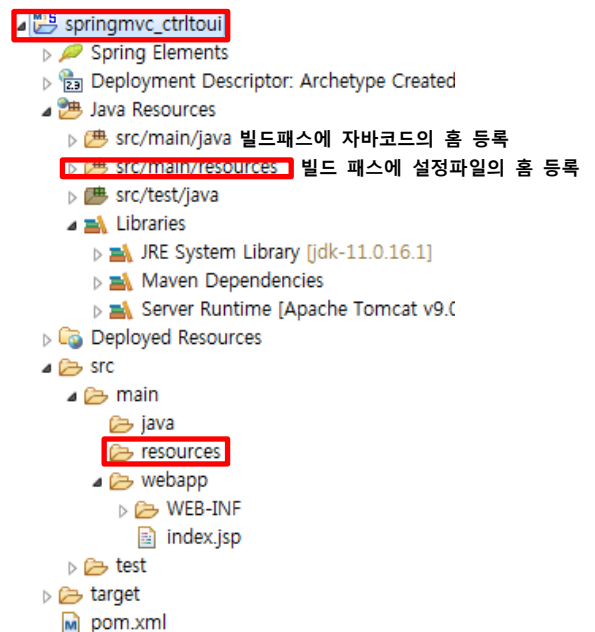 springmvc_ctrltoui
Spring Elements
Deployment Descriptor: Archetype Created
Java Resources
src/main/java 빌드패스에 자바코드의 홈 등록
src/main/resources 빌드 패스에 설정파일의 홈 등록
src/test/java
Libraries
JRE System Library [jdk-11.0.16.1]
Maven Dependencies
Server Runtime [Apache Tomcat v9.0
Deployed Resources
src
main
java
resources
webapp
WEB-INF
index.jsp
test
target
pom.xml